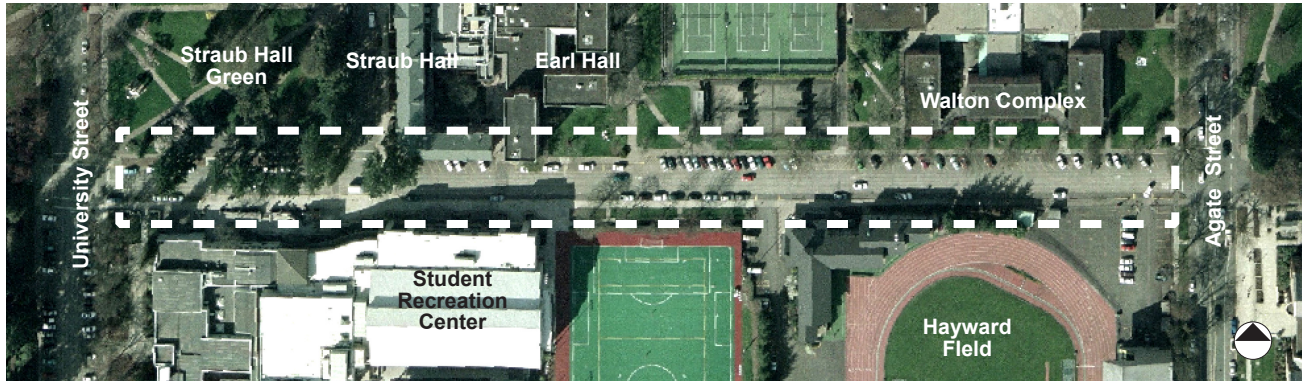 Straub Hall
Green
Straub Hall
Earl Hall
Walton Complex
University Street
Agate Street
Student
Recreation
Center
Hayward
FIeld